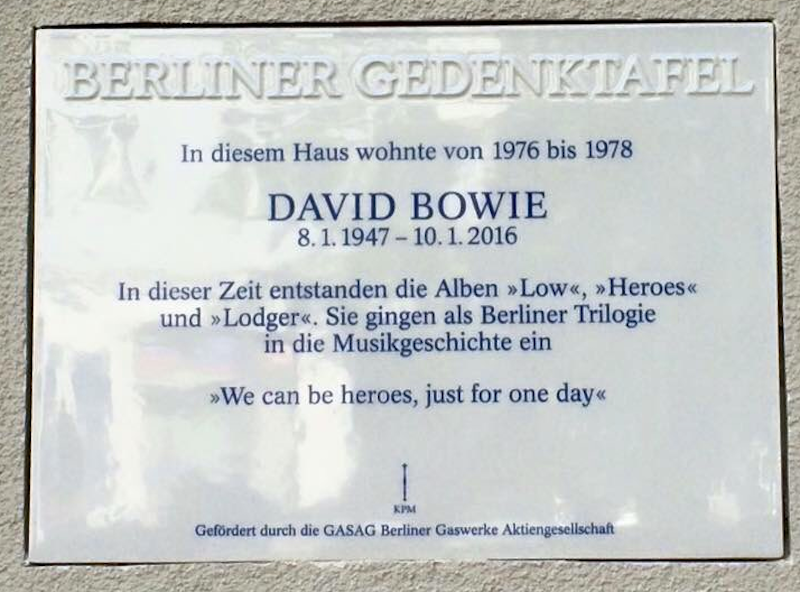 BERLINER GEDENKTAFEL
In diesem Haus wohnte von 1976 bis 1978
DAVID BOWIE
8. 1. 1947 – 10. 1. 2016
In dieser Zeit entstanden die Alben »Low«, »Heroes«
und »Lodger«. Sie gingen als Berliner Trilogie
in die Musikgeschichte ein
»We can be heroes, just for one day«
KPM
Gefördert durch die GASAG Berliner Gaswerke Aktiengesellschaft